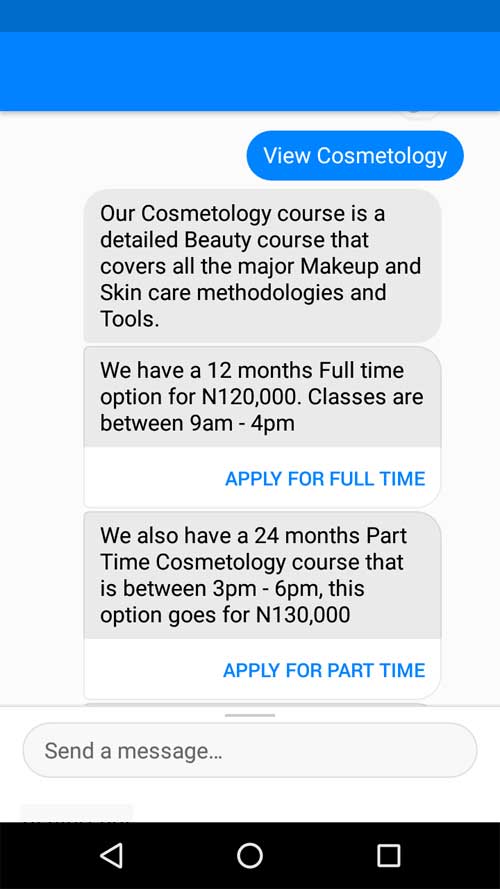 View Cosmetology
Our Cosmetology course is a
detailed Beauty course that
covers all the major Makeup and
Skin care methodologies and
Tools.
We have a 12 months Full time
option for N120,000. Classes are
between 9am - 4pm
APPLY FOR FULL TIME
We also have a 24 months Part
Time Cosmetology course that
is between 3pm - 6pm, this
option goes for N130,000
APPLY FOR PART TIME
Send a message...